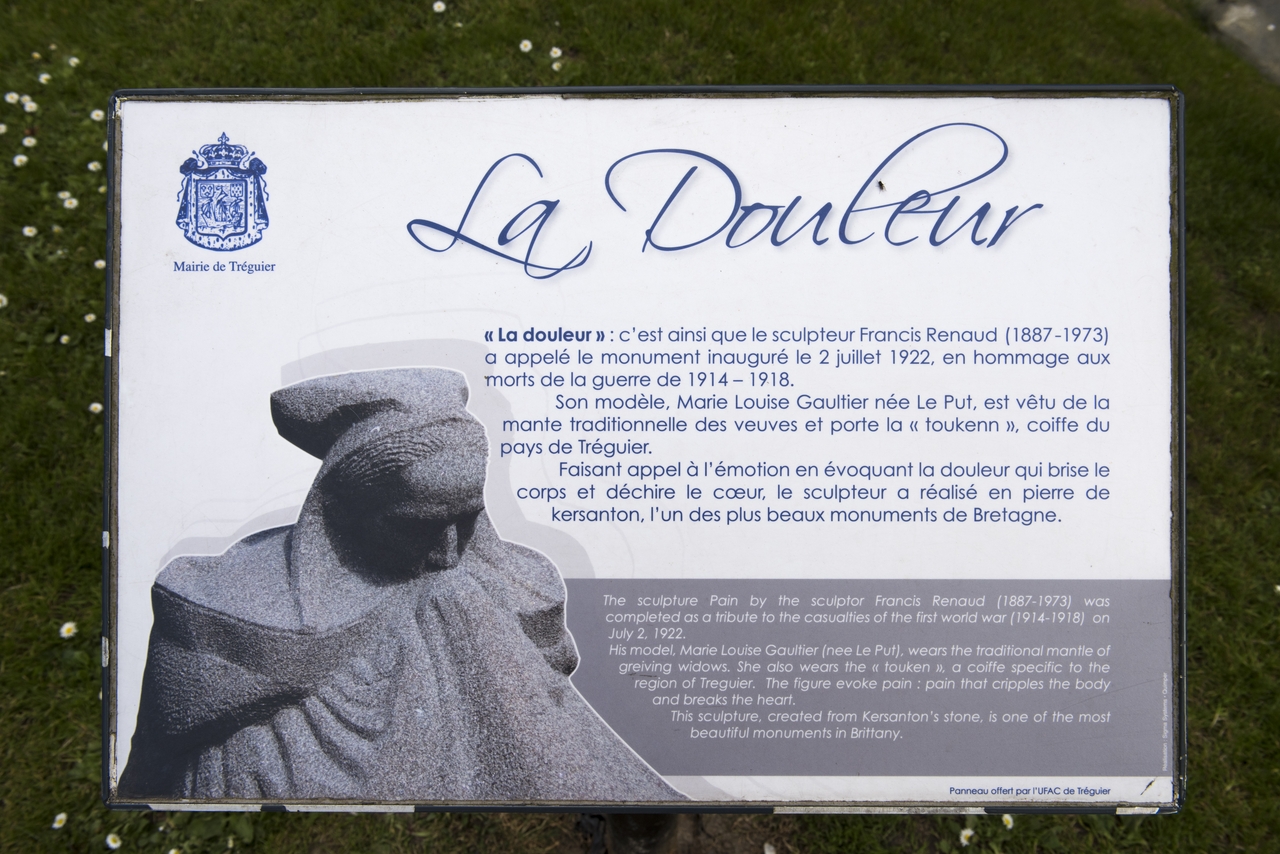 La Douleur
Mairie de Tréguier
« La douleur » : c’est ainsi que le sculpteur Francis Renaud (1887-1973)
a appelé le monument inauguré le 2 juillet 1922, en hommage aux
morts de la guerre de 1914 – 1918.
Son modèle, Marie Louise Gaultier née Le Put, est vêtu de la
mante traditionnelle des veuves et porte la « toukenn », coiffe du
pays de Tréguier.
Faisant appel à l’émotion en évoquant la douleur qui brise le
corps et déchire le cœur, le sculpteur a réalisé en pierre de
kersanton, l’un des plus beaux monuments de Bretagne.
The sculpture Pain by the sculptor Francis Renaud (1887-1973) was
completed as a tribute to the casualties of the first world war (1914-1918) on
July 2, 1922.
His model, Marie Louise Gaultier (nee Le Put), wears the traditional mantle of
greiving widows. She also wears the « touken », a coiffe specific to the
region of Treguier. The figure evoke pain : pain that cripples the body
and breaks the heart.
This sculpture, created from Kersanton’s stone, is one of the most
beautiful monuments in Brittany.
Panneau offert par l’UFAC de Tréguier